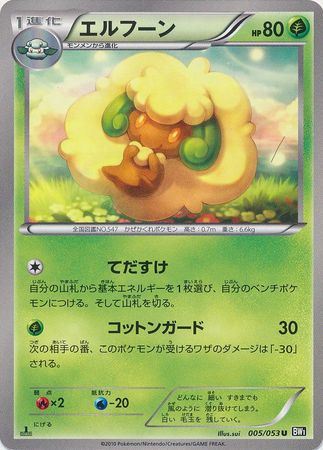 1進化
エルフーン
HP80
モンメンから進化
全国図鑑NO.547 かぜかくれポケモン 高さ:0.7m 重さ:6.6kg
てだすけ
自分の山札から基本エネルギーを1枚選び、自分のベンチポケ
モンにつける。そして山札を切る。
コットンガード 30
次の相手の番、このポケモンが受けるワザのダメージは「-30」さ
れる。
弱点 抵抗力
×2 -20
にげる
どんなに せまい すきまも
風のように 潜り抜けてしまう。
白い 毛玉を 残していく。
illus.sui 005/053 U BW1
©2010 Pokémon/Nintendo/Creatures/GAME FREAK.